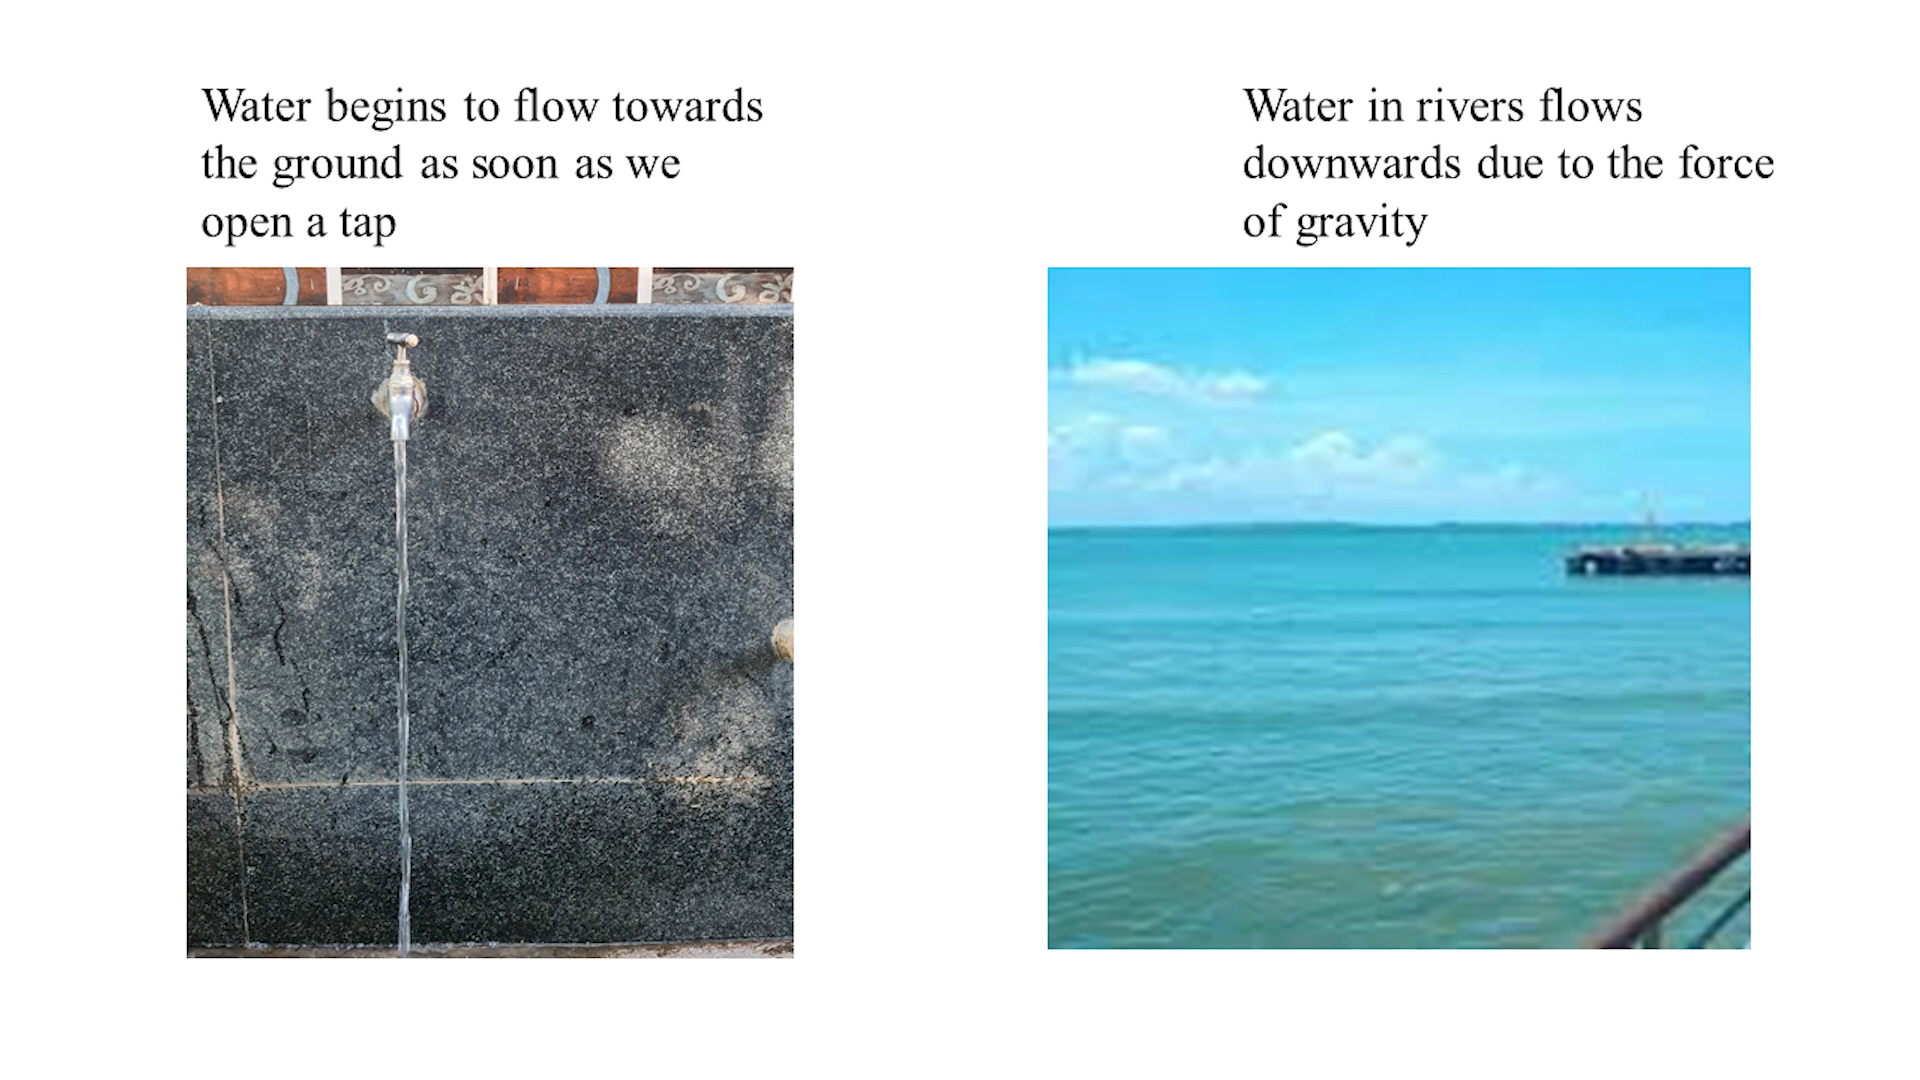 Water begins to flow towards
the ground as soon as we
open a tap
Water in rivers flows
downwards due to the force
of gravity